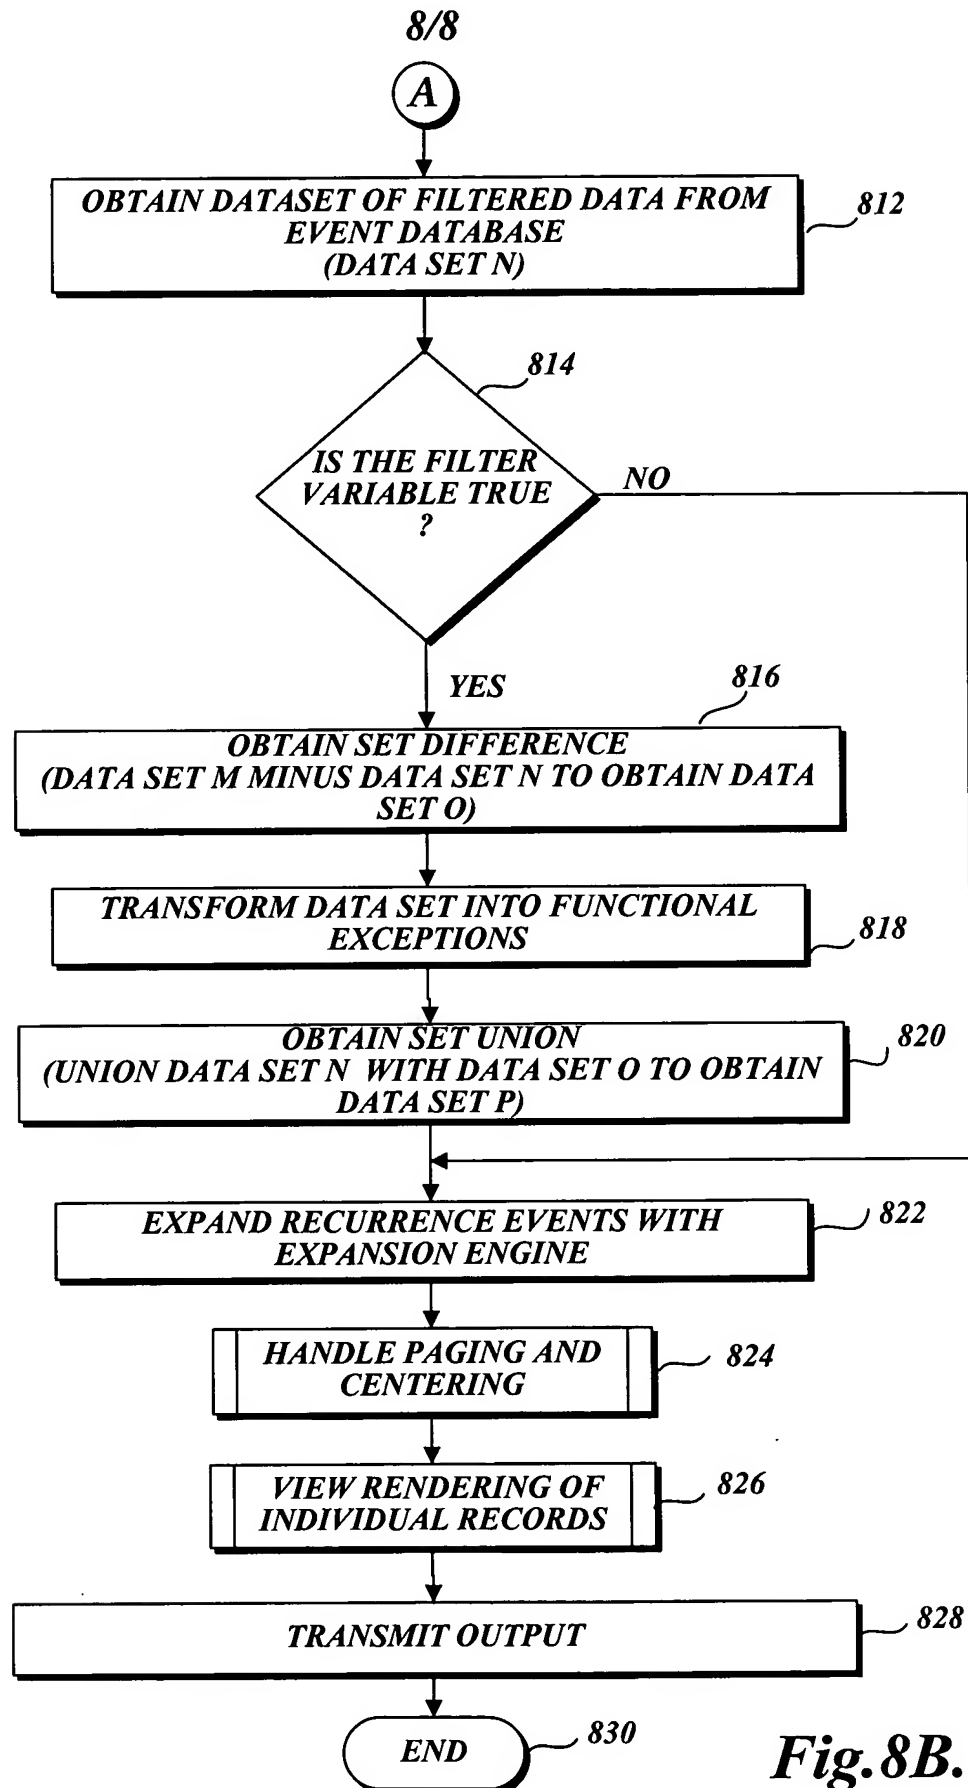 8/8
A
OBTAIN DATASET OF FILTERED DATA FROM
EVENT DATABASE
(DATA SET N)
812
814
IS THE FILTER
VARIABLE TRUE
?
NO
YES
816
OBTAIN SET DIFFERENCE
(DATA SET M MINUS DATA SET N TO OBTAIN DATA
SET O)
TRANSFORM DATA SET INTO FUNCTIONAL
EXCEPTIONS
818
OBTAIN SET UNION
(UNION DATA SET N WITH DATA SET O TO OBTAIN
DATA SET P)
820
EXPAND RECURRENCE EVENTS WITH
EXPANSION ENGINE
822
HANDLE PAGING AND
CENTERING
824
VIEW RENDERING OF
INDIVIDUAL RECORDS
826
TRANSMIT OUTPUT
828
END
830
Fig.8B.